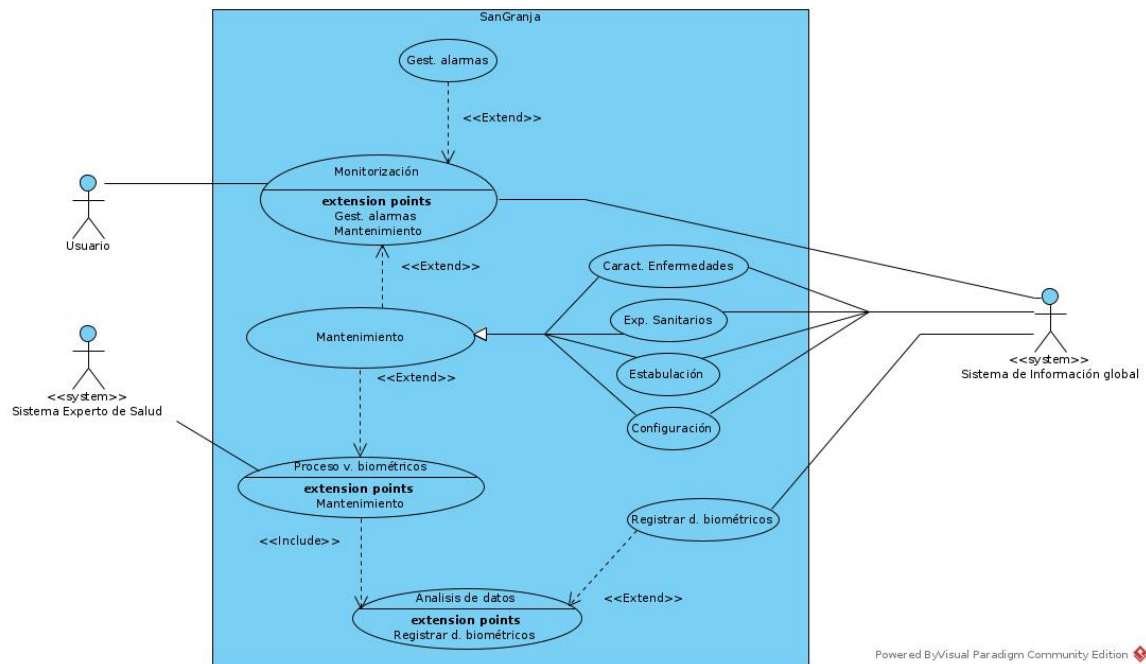 SanGranja
Gest. alarmas
<<Extend>>
Monitorización
extension points
Gest. alarmas
Mantenimiento
Usuario
<<Extend>>
Caract. Enfermedades
Exp. Sanitarios
Mantenimiento
Estabulación
<<Extend>>
Configuración
<<system>>
Sistema Experto de Salud
<<system>>
Sistema de Información global
Proceso v. biométricos
extension points
Mantenimiento
Registrar d. biométricos
<<Include>>
Analisis de datos
extension points
Registrar d. biométricos
<<Extend>>
Powered ByVisual Paradigm Community Edition